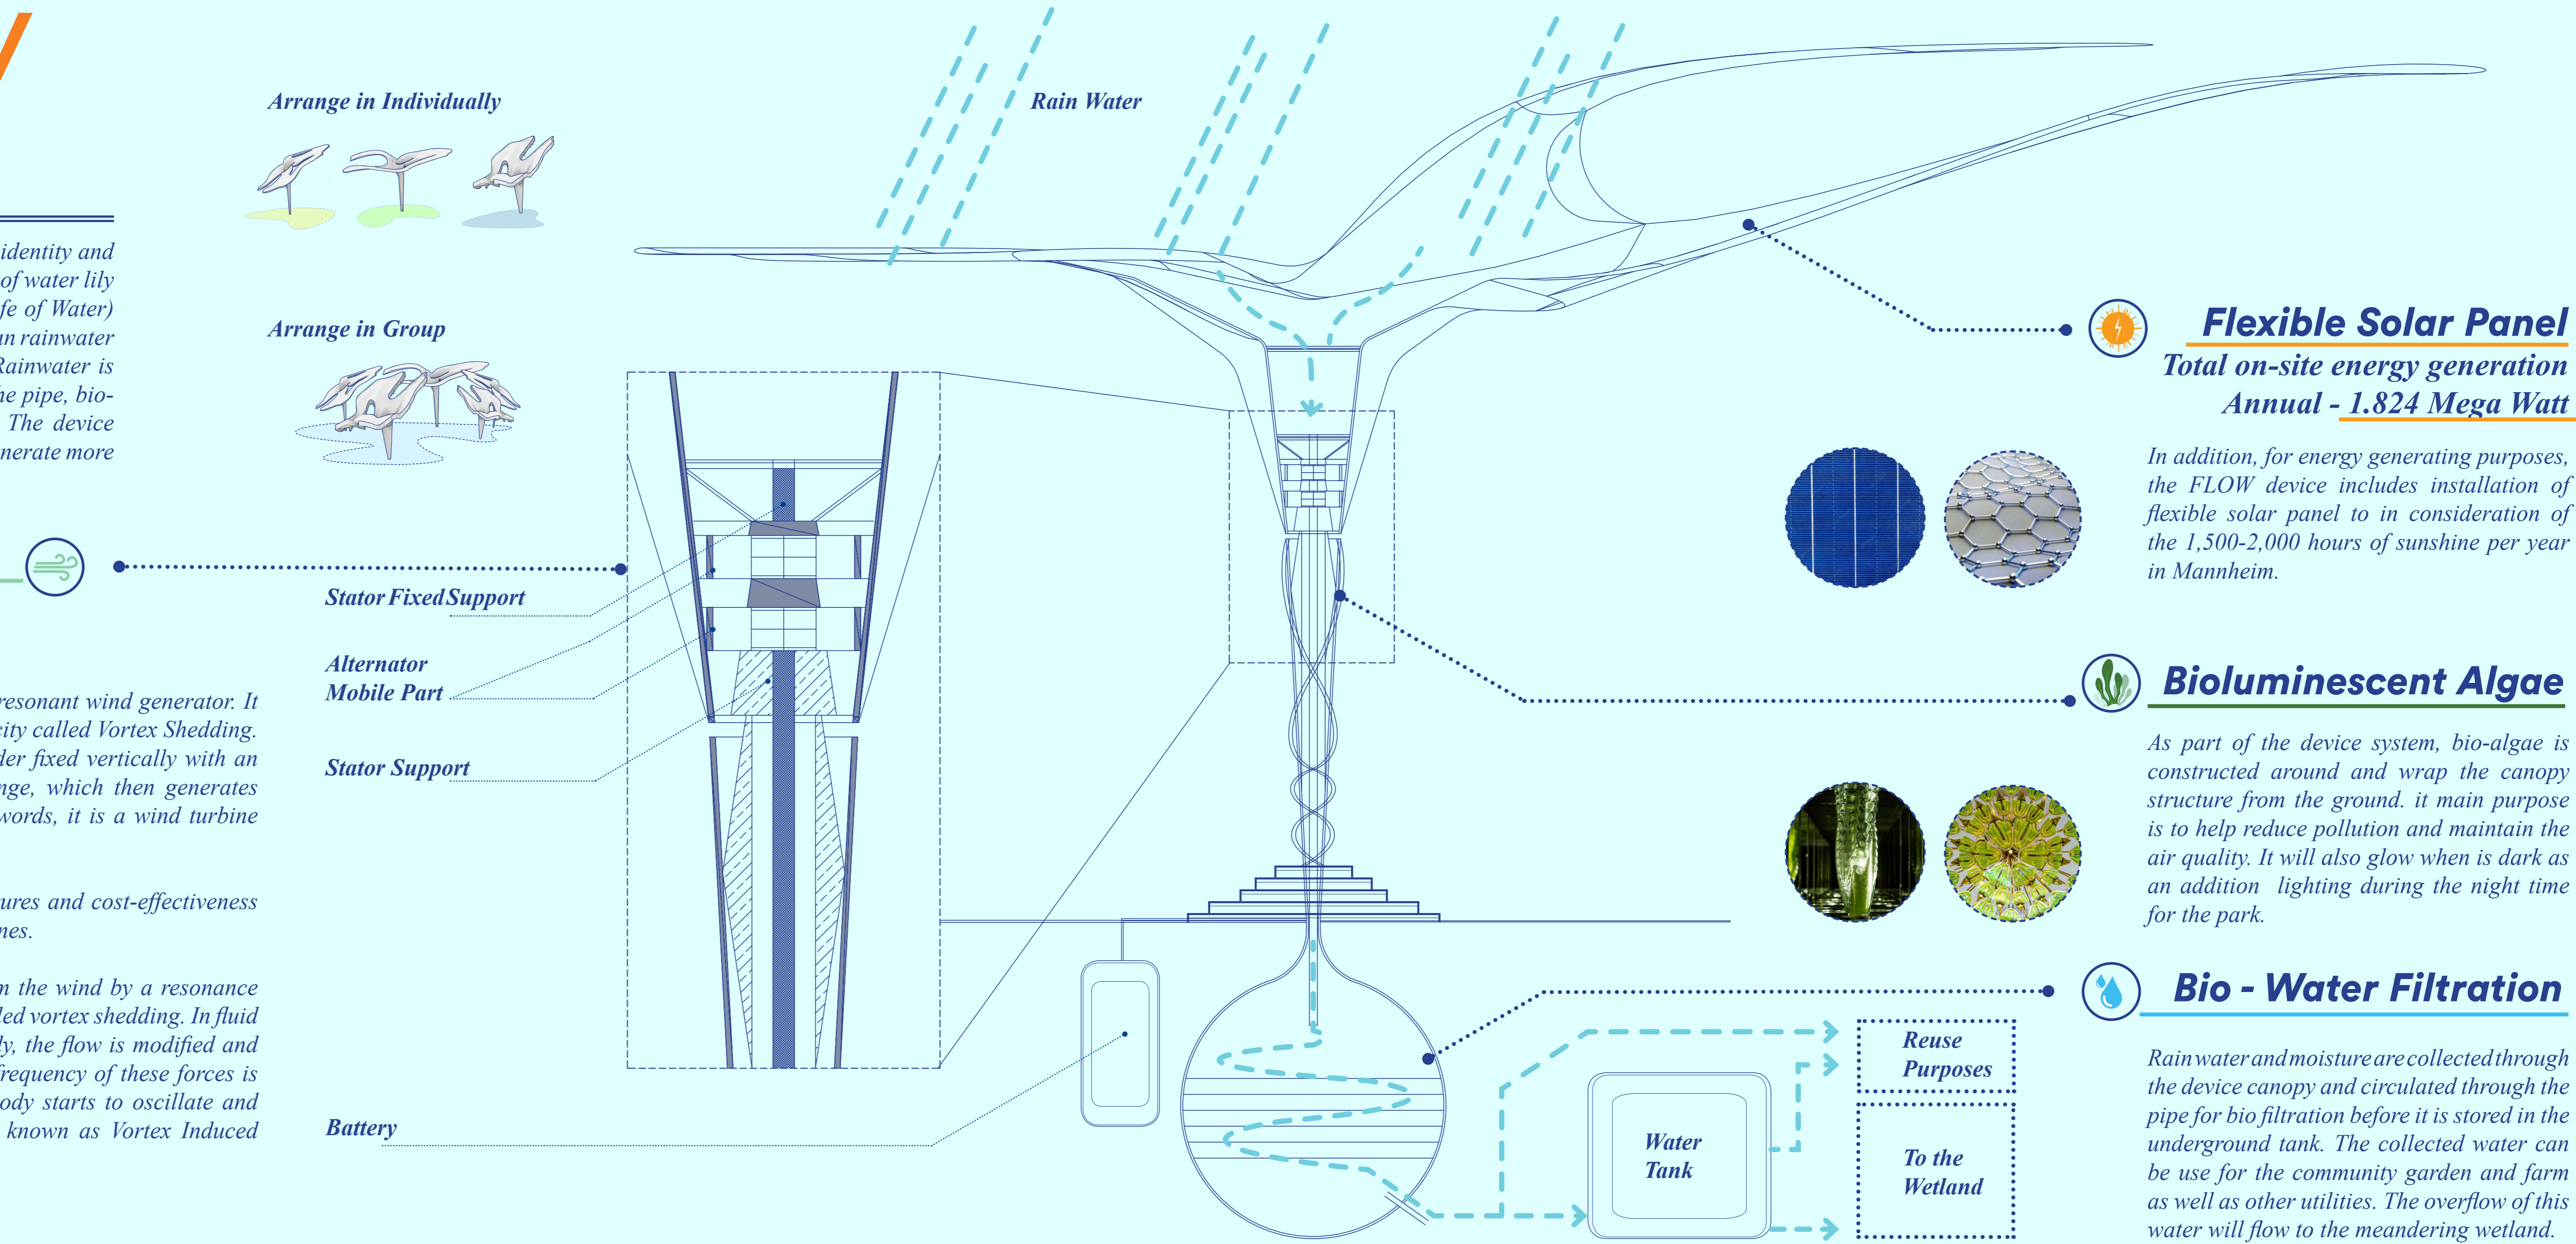 identity and
of water lily
fe of Water)
an rainwater
Rainwater is
he pipe, bio-
The device
nerate more
resonant wind generator. It
city called Vortex Shedding.
der fixed vertically with an
nge, which then generates
words, it is a wind turbine
ures and cost-effectiveness
nes.
m the wind by a resonance
led vortex shedding. In fluid
ly, the flow is modified and
frequency of these forces is
ody starts to oscillate and
known as Vortex Induced
Arrange in Individually
Arrange in Group
Stator Fixed Support
Alternator
Mobile Part
Stator Support
Battery
Rain Water
Water
Tank
Reuse
Purposes
To the
Wetland
Flexible Solar Panel
Total on-site energy generation
Annual - 1.824 Mega Watt
In addition, for energy generating purposes,
the FLOW device includes installation of
flexible solar panel to in consideration of
the 1,500-2,000 hours of sunshine per year
in Mannheim.
Bioluminescent Algae
As part of the device system, bio-algae is
constructed around and wrap the canopy
structure from the ground. it main purpose
is to help reduce pollution and maintain the
air quality. It will also glow when is dark as
an addition lighting during the night time
for the park.
Bio - Water Filtration
Rain water and moisture are collected through
the device canopy and circulated through the
pipe for bio filtration before it is stored in the
underground tank. The collected water can
be use for the community garden and farm
as well as other utilities. The overflow of this
water will flow to the meandering wetland.